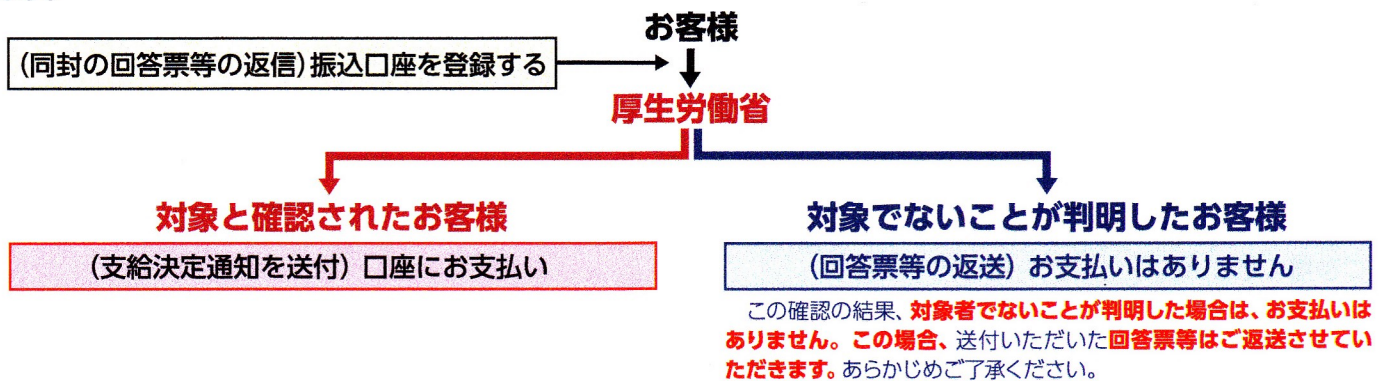 お客様
(同封の回答票等の返信)振込口座を登録する
厚生労働省
対象と確認されたお客様
(支給決定通知を送付)口座にお支払い
対象でないことが判明したお客様
(回答票等の返送)お支払いはありません
この確認の結果、対象者でないことが判明した場合は、お支払いは
ありません。この場合、送付いただいた回答票等はご返送させてい
ただきます。あらかじめご了承ください。